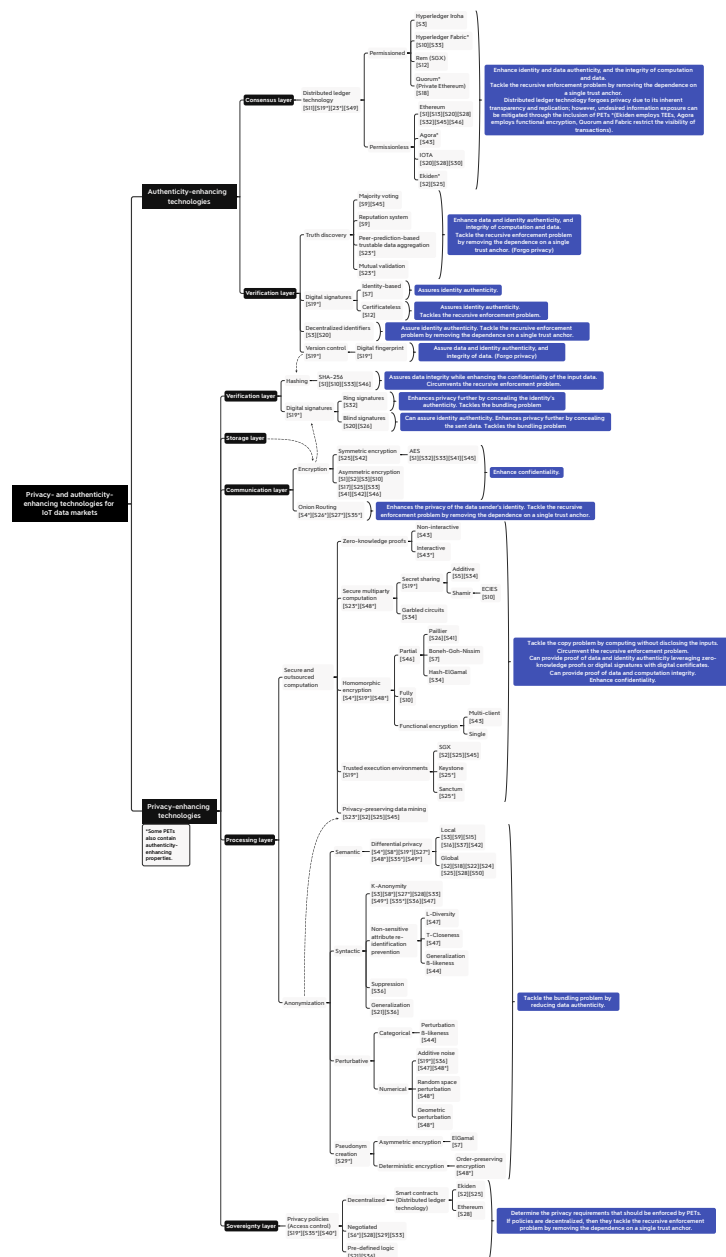 Hyperledger Iroha
[S3]
Hyperledger Fabric*
[S10][S33]
Permissioned
Rem (SGX)
[S12]
Quorum*
(Private Ethereum)
[S18]
Enhance identity and data authenticity, and the integrity of computation
and data.
Tackle the recursive enforcement problem by removing the dependence on
a single trust anchor.
Distributed ledger technology forgoes privacy due to its inherent
transparency and replication; however, undesired information exposure can
be mitigated through the inclusion of PETs *(Ekiden employs TEEs, Agora
employs functional encryption, Quorum and Fabric restrict the visibility of
transactions).
Consensus layer
Distributed ledger
technology
[S11][S19*][23*][S49]
Ethereum
[S1][S13][S20][S28]
[S32][S45][S46]
Permissionless
Agora*
[S43]
IOTA
[S20][S28][S30]
Ekiden*
[S2][S25]
Authenticity-enhancing
technologies
Majority voting
[S9][S45]
Reputation system
[S9]
Truth discovery
Peer-prediction-based
trustable data aggregation
[S23*]
Mutual validation
[S23*]
Enhance data and identity authenticity, and
integrity of computation and data.
Tackle the recursive enforcement problem
by removing the dependence on a single
trust anchor. (Forgo privacy)
Verification layer
Digital signatures
[S19*]
Identity-based
[S7]
Assures identity authenticity.
Certificateless
[S12]
Assures identity authenticity.
Tackles the recursive enforcement problem.
Decentralized identifiers
[S3][S20]
Assure identity authenticity. Tackle the recursive enforcement
problem by removing the dependence on a single trust anchor.
Version control
[S19*]
Digital fingerprint
[S19*]
Assure data and identity authenticity, and
integrity of data. (Forgo privacy)
Verification layer
Hashing
SHA-256
[S1][S10][S33][S46]
Assures data integrity while enhancing the confidentiality of the input data.
Circumvents the recursive enforcement problem.
Digital signatures
[S19*]
Ring signatures
[S32]
Enhances privacy further by concealing the identity's
authenticity. Tackles the bundling problem
Blind signatures
[S20][S26]
Can assure identity authenticity. Enhances privacy further by concealing
the sent data. Tackles the bundling problem
Storage layer
Privacy- and authenticity-
enhancing technologies for
IoT data markets
Communication layer
Encryption
Symmetric encryption
[S25][S42]
AES
[S1][S32][S33][S41][S45]
Asymmetric encryption
[S1][S2][S3][S10]
[S17][S25][S33]
[S41][S42][S46]
Enhance confidentiality.
Onion Routing
[S4*][S26*][S27*][S35*]
Enhances the privacy of the data sender's identity. Tackle the recursive
enforcement problem by removing the dependence on a single trust anchor.
Zero-knowledge proofs
Non-interactive
[S43]
Interactive
[S43*]
Secure multiparty
computation
[S23*][S48*]
Secret sharing
[S19*]
Additive
[S5][S34]
Shamir
ECIES
[S10]
Garbled circuits
[S34]
Secure and
outsourced
computation
Homomorphic
encryption
[S4*][S19*][S48*]
Partial
[S46]
Paillier
[S26][S41]
Boneh-Goh-Nissim
[S7]
Hash-ElGamal
[S34]
Fully
[S10]
Functional encryption
Multi-client
[S43]
Single
Tackle the copy problem by computing without disclosing the inputs.
Circumvent the recursive enforcement problem.
Can provide proof of data and identity authenticity leveraging zero-
knowledge proofs or digital signatures with digital certificates.
Can provide proof of data and computation integrity.
Enhance confidentiality.
Trusted execution environments
[S19*]
SGX
[S2][S25][S45]
Keystone
[S25*]
Sanctum
[S25*]
Privacy-preserving data mining
[S23*][S2][S25][S45]
Privacy-enhancing
technologies
*Some PETs
also contain
authenticity-
enhancing
properties.
Processing layer
Anonymization
Semantic
Differential privacy
[S4*][S8*][S19*][S27*]
[S48*][S35*][S49*]
Local
[S3][S9][S15]
[S16][S37][S42]
Global
[S2][S18][S22][S24]
[S25][S28][S50]
Syntactic
K-Anonymity
[S3][S8*][S27*][S28][S33]
[S49*] [S35*][S36][S47]
Non-sensitive
attribute re-
identification
prevention
L-Diversity
[S47]
T-Closeness
[S47]
Generalization
B-likeness
[S44]
Suppression
[S36]
Generalization
[S21][S36]
Tackle the bundling problem by
reducing data authenticity.
Perturbative
Categorical
Perturbation
B-likeness
[S44]
Numerical
Additive noise
[S19*][S36]
[S47][S48*]
Random space
perturbation
[S48*]
Geometric
perturbation
[S48*]
Pseudonym
creation
[S29*]
Asymmetric encryption
ElGamal
[S7]
Deterministic encryption
Order-preserving
encryption
[S48*]
Sovereignty layer
Privacy policies
(Access control)
[S19*][S35*][S40*]
Decentralized
Smart contracts
(Distributed ledger
technology)
Ekiden
[S2][S25]
Ethereum
[S28]
Negotiated
[S6*][S28][S29][S33]
Pre-defined logic
[S21][S36]
Determine the privacy requirements that should be enforced by PETs.
If policies are decentralized, then they tackle the recursive enforcement
problem by removing the dependence on a single trust anchor.